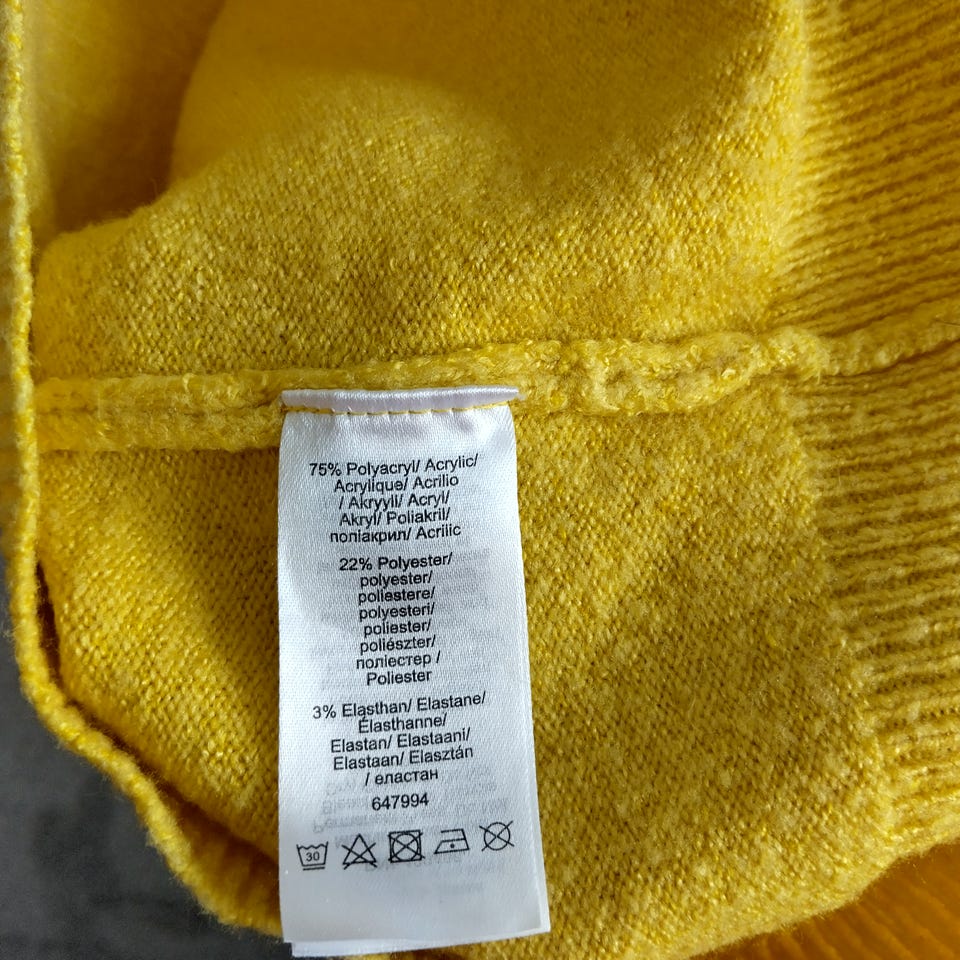 75% Polyacryl/ Acrylic/
Acrylique/ Acrilio
/ Akryyli/ Acryl/
Akryl/ Poliakril/
поліакрил/ Acrilic
22% Polyester/
polyester/
poliestere/
polyesteri/
poliester/
poliészter/
поліестер /
Poliester
3% Elasthan/ Elastane/
Élasthanne/
Elastan/ Elastaani/
Elastaan/ Elasztán
/ еластан
647994
30